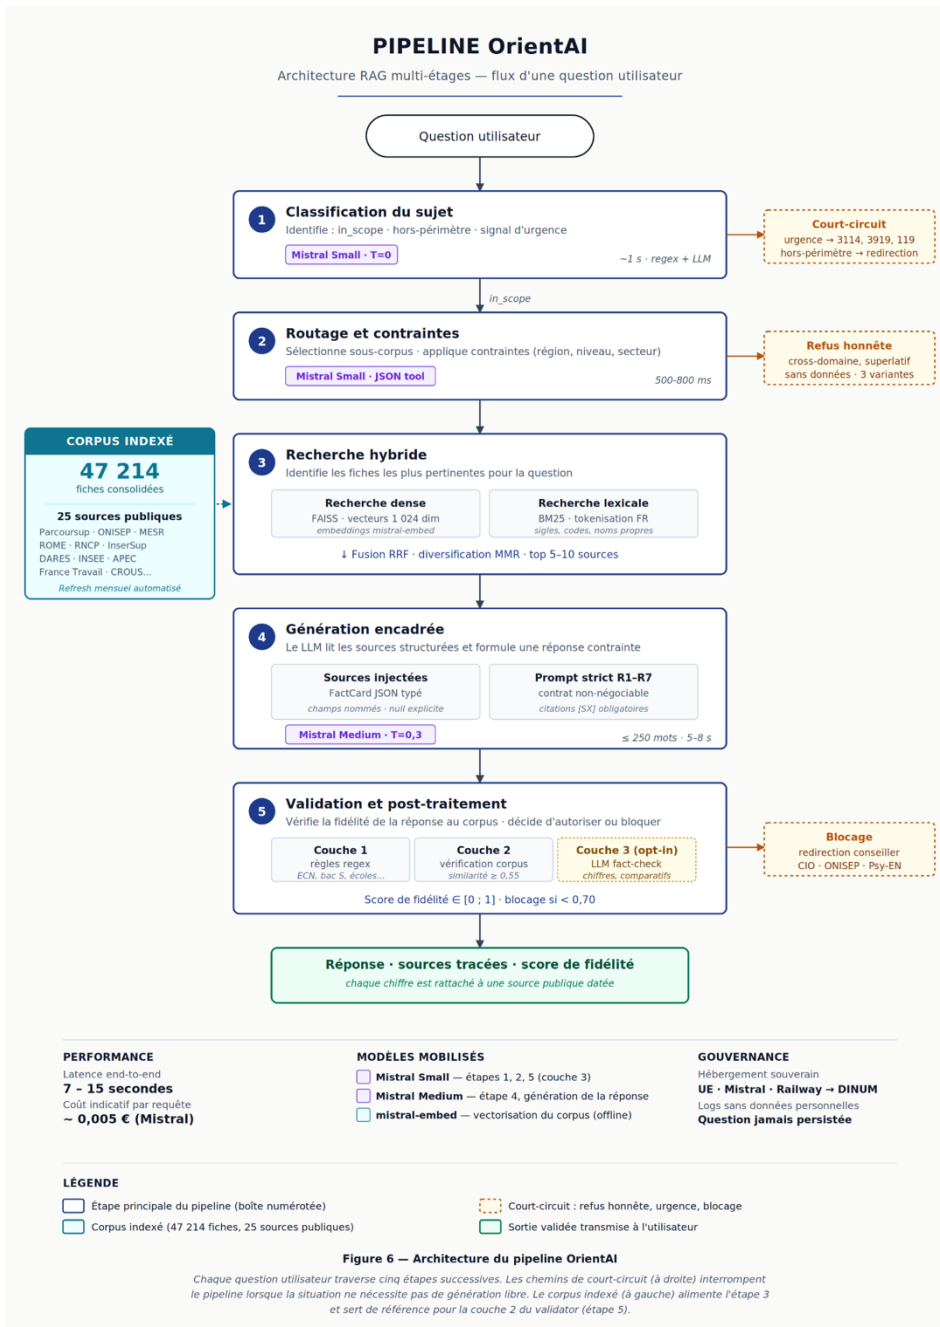 PIPELINE OrientAI
Architecture RAG multi-étages — flux d'une question utilisateur
Question utilisateur
1
Classification du sujet
Identifie : in_scope · hors-périmètre · signal d'urgence
Mistral Small · T=0
~1 s · regex + LLM
Court-circuit
urgence → 3114, 3919, 119
hors-périmètre → redirection
in_scope
2
Routage et contraintes
Sélectionne sous-corpus · applique contraintes (région, niveau, secteur)
Mistral Small · JSON tool
500-800 ms
Refus honnête
cross-domaine, superlatif
sans données · 3 variantes
CORPUS INDEXÉ
47 214
fiches consolidées
25 sources publiques
Parcoursup · ONISEP · MESR
ROME · RNCP · InserSup
DARES · INSEE · APEC
France Travail · CROUS...
Refresh mensuel automatisé
3
Recherche hybride
Identifie les fiches les plus pertinentes pour la question
Recherche dense
FAISS · vecteurs 1 024 dim
embeddings mistral-embed
Recherche lexicale
BM25 · tokenisation FR
sigles, codes, noms propres
↓ Fusion RRF · diversification MMR · top 5–10 sources
4
Génération encadrée
Le LLM lit les sources structurées et formule une réponse contrainte
Sources injectées
FactCard JSON typé
champs nommés · null explicite
Prompt strict R1–R7
contrat non-négociable
citations [SX] obligatoires
Mistral Medium · T=0,3
≤ 250 mots · 5–8 s
5
Validation et post-traitement
Vérifie la fidélité de la réponse au corpus · décide d'autoriser ou bloquer
Couche 1
règles regex
ECN, bac S, écoles...
Couche 2
vérification corpus
similarité ≥ 0,55
Couche 3 (opt-in)
LLM fact-check
chiffres, comparatifs
Score de fidélité ∈ [0 ; 1] · blocage si < 0,70
Blocage
redirection conseiller
CIO · ONISEP · Psy-EN
Réponse · sources tracées · score de fidélité
chaque chiffre est rattaché à une source publique datée
PERFORMANCE
Latence end-to-end
7 – 15 secondes
Coût indicatif par requête
~ 0,005 € (Mistral)
MODÈLES MOBILISÉS
Mistral Small — étapes 1, 2, 5 (couche 3)
Mistral Medium — étape 4, génération de la réponse
mistral-embed — vectorisation du corpus (offline)
GOUVERNANCE
Hébergement souverain
UE · Mistral · Railway → DINUM
Logs sans données personnelles
Question jamais persistée
LÉGENDE
Étape principale du pipeline (boîte numérotée)
Court-circuit : refus honnête, urgence, blocage
Corpus indexé (47 214 fiches, 25 sources publiques)
Sortie validée transmise à l'utilisateur
Figure 6 — Architecture du pipeline OrientAI
Chaque question utilisateur traverse cinq étapes successives. Les chemins de court-circuit (à droite) interrompent
le pipeline lorsque la situation ne nécessite pas de génération libre. Le corpus indexé (à gauche) alimente l'étape 3
et sert de référence pour la couche 2 du validator (étape 5).